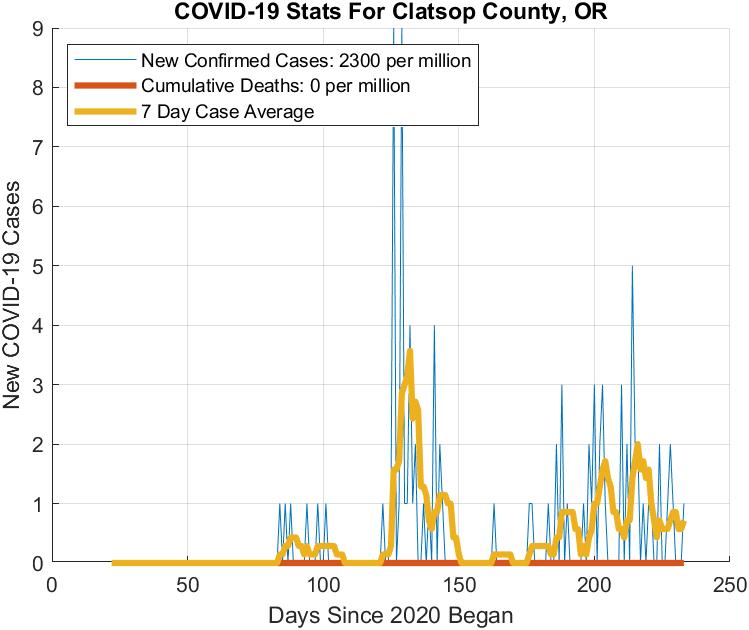 COVID-19 Stats For Clatsop County, OR
9
8
7
6
5
4
3
2
1
0
New Confirmed Cases: 2300 per million
Cumulative Deaths: 0 per million
7 Day Case Average
New COVID-19 Cases
0 50 100 150 200 250
Days Since 2020 Began